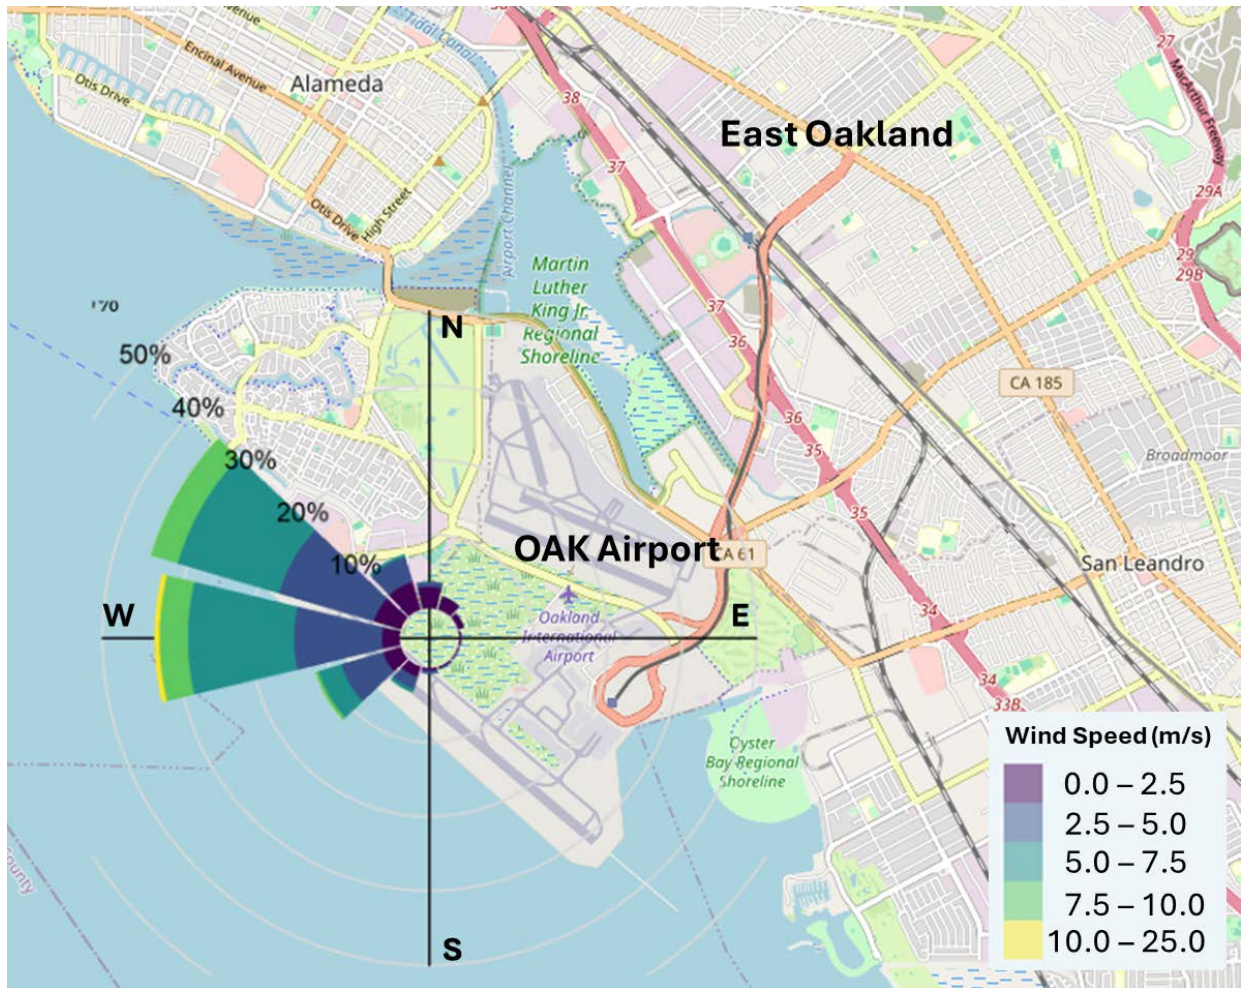 Tidal Canal
Encinal Avenue
Otis Drive
Alameda
38
37
East Oakland
27
MacArthur Freeway
29A
29
29B
Otis Drive
High Street
Airport Channel
Martin
Luther
King Jr.
Regional
Shoreline
37
36
36
35
35
CA 185
Broadmoor
San Leandro
N
50%
40%
30%
20%
10%
OAK Airport
CA 61
W
E
Oakland
International
Airport
34
34
33B
Oyster
Bay Regional
Shoreline
S
Wind Speed (m/s)
0.0 – 2.5
2.5 – 5.0
5.0 – 7.5
7.5 – 10.0
10.0 – 25.0